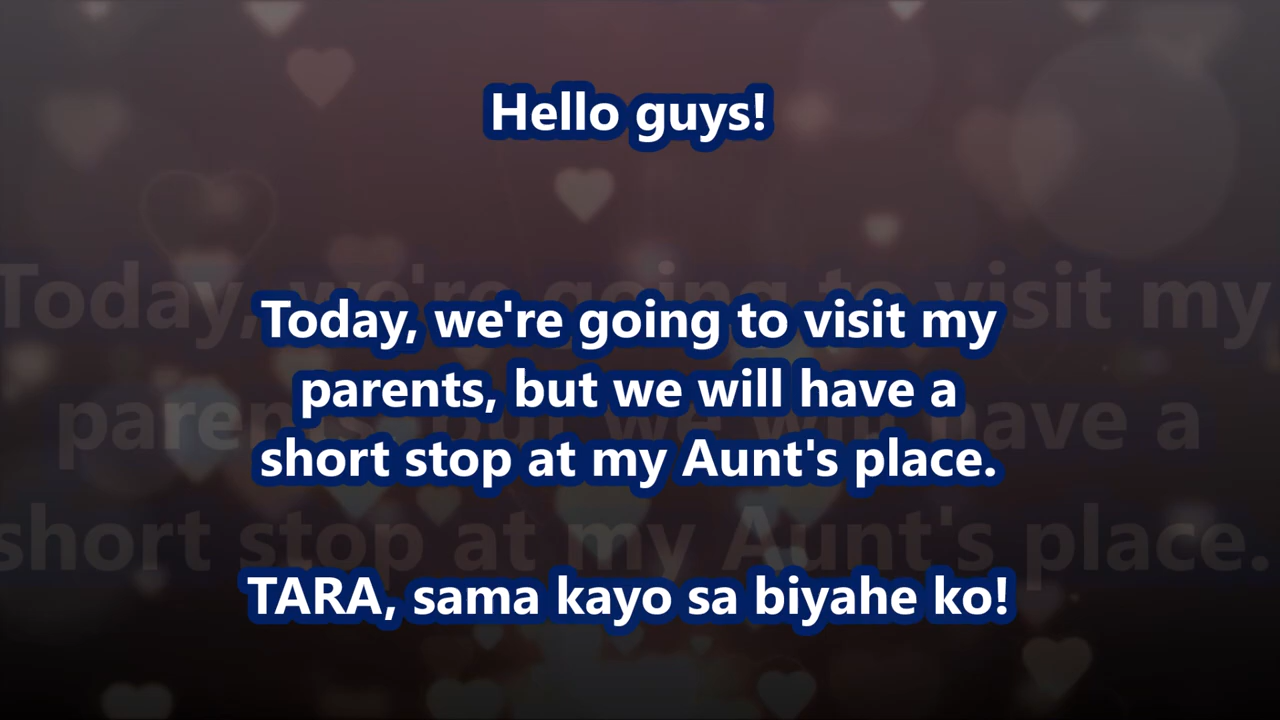 Hello guys!
Today, we're going to visit my
parents, but we will have a
short stop at my Aunt's place.
TARA, sama kayo sa biyahe ko!